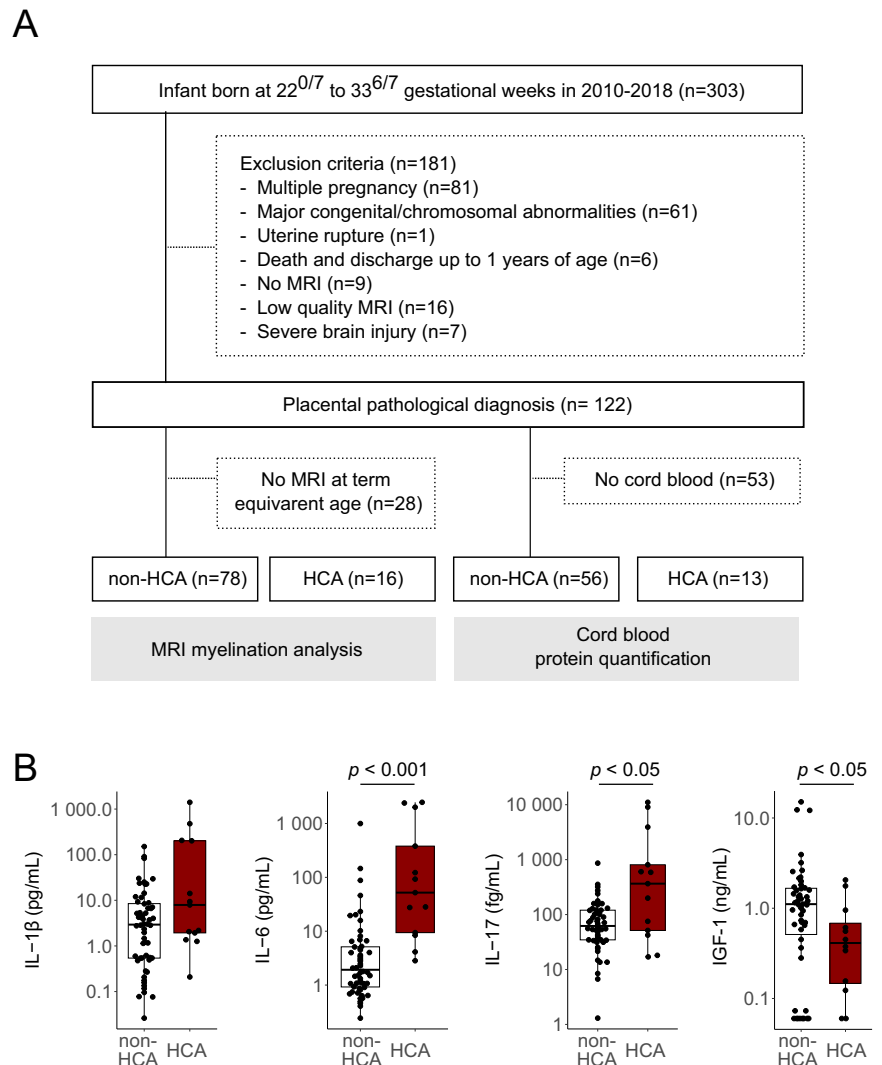 A
Infant born at 22^0/7 to 33^6/7 gestational weeks in 2010-2018 (n=303)
Exclusion criteria (n=181)
- Multiple pregnancy (n=81)
- Major congenital/chromosomal abnormalities (n=61)
- Uterine rupture (n=1)
- Death and discharge up to 1 years of age (n=6)
- No MRI (n=9)
- Low quality MRI (n=16)
- Severe brain injury (n=7)
Placental pathological diagnosis (n= 122)
No MRI at term
equivarent age (n=28)
No cord blood (n=53)
non-HCA (n=78)
HCA (n=16)
non-HCA (n=56)
HCA (n=13)
MRI myelination analysis
Cord blood
protein quantification
B
IL−1β (pg/mL)
1 000.0
100.0
10.0
1.0
0.1
non-
HCA
HCA
p < 0.001
IL−6 (pg/mL)
1 000
100
10
1
non-
HCA
HCA
p < 0.05
IL−17 (fg/mL)
10 000
1 000
100
10
1
non-
HCA
HCA
p < 0.05
IGF-1 (ng/mL)
10.0
1.0
0.1
non-
HCA
HCA